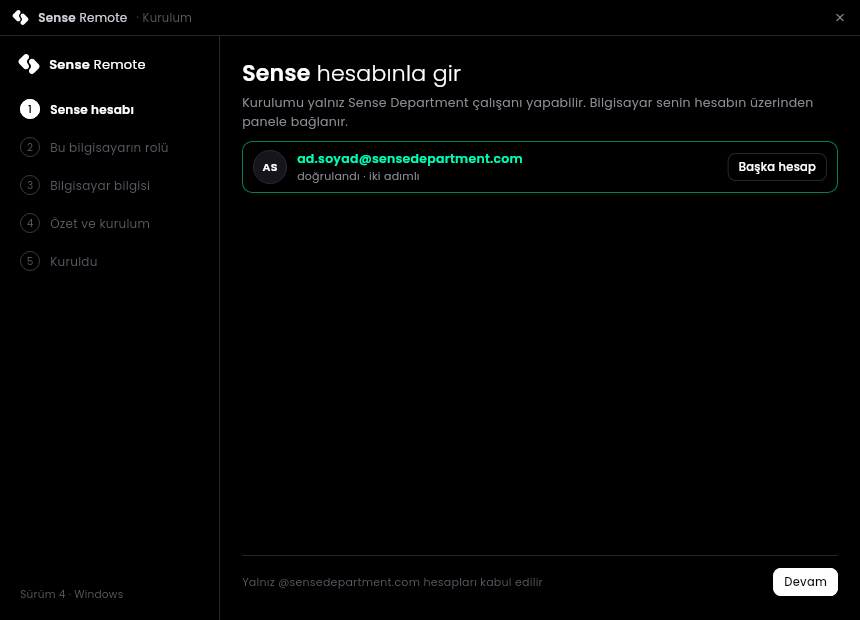 Sense Remote · Kurulum
Sense Remote
1 Sense hesabı
2 Bu bilgisayarın rolü
3 Bilgisayar bilgisi
4 Özet ve kurulum
5 Kuruldu
Sürüm 4 · Windows
Sense hesabınla gir
Kurulumu yalnız Sense Department çalışanı yapabilir. Bilgisayar senin hesabın üzerinden
panele bağlanır.
AS
ad.soyad@sensedepartment.com
doğrulandı · iki adımlı
Başka hesap
Yalnız @sensedepartment.com hesapları kabul edilir
Devam